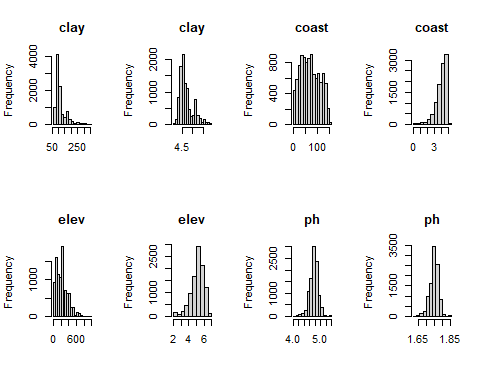 clay clay coast coast
Frequency 0 2000 4000 Frequency 0 1000 2000 Frequency 0 400 800 Frequency 0 1500 3000
50 250 4.5 0 100 0 3
elev elev ph ph
Frequency 0 1000 Frequency 0 1000 2500 Frequency 0 1000 2500 Frequency 0 1500 3500
0 600 2 4 6 4.0 5.0 1.65 1.85